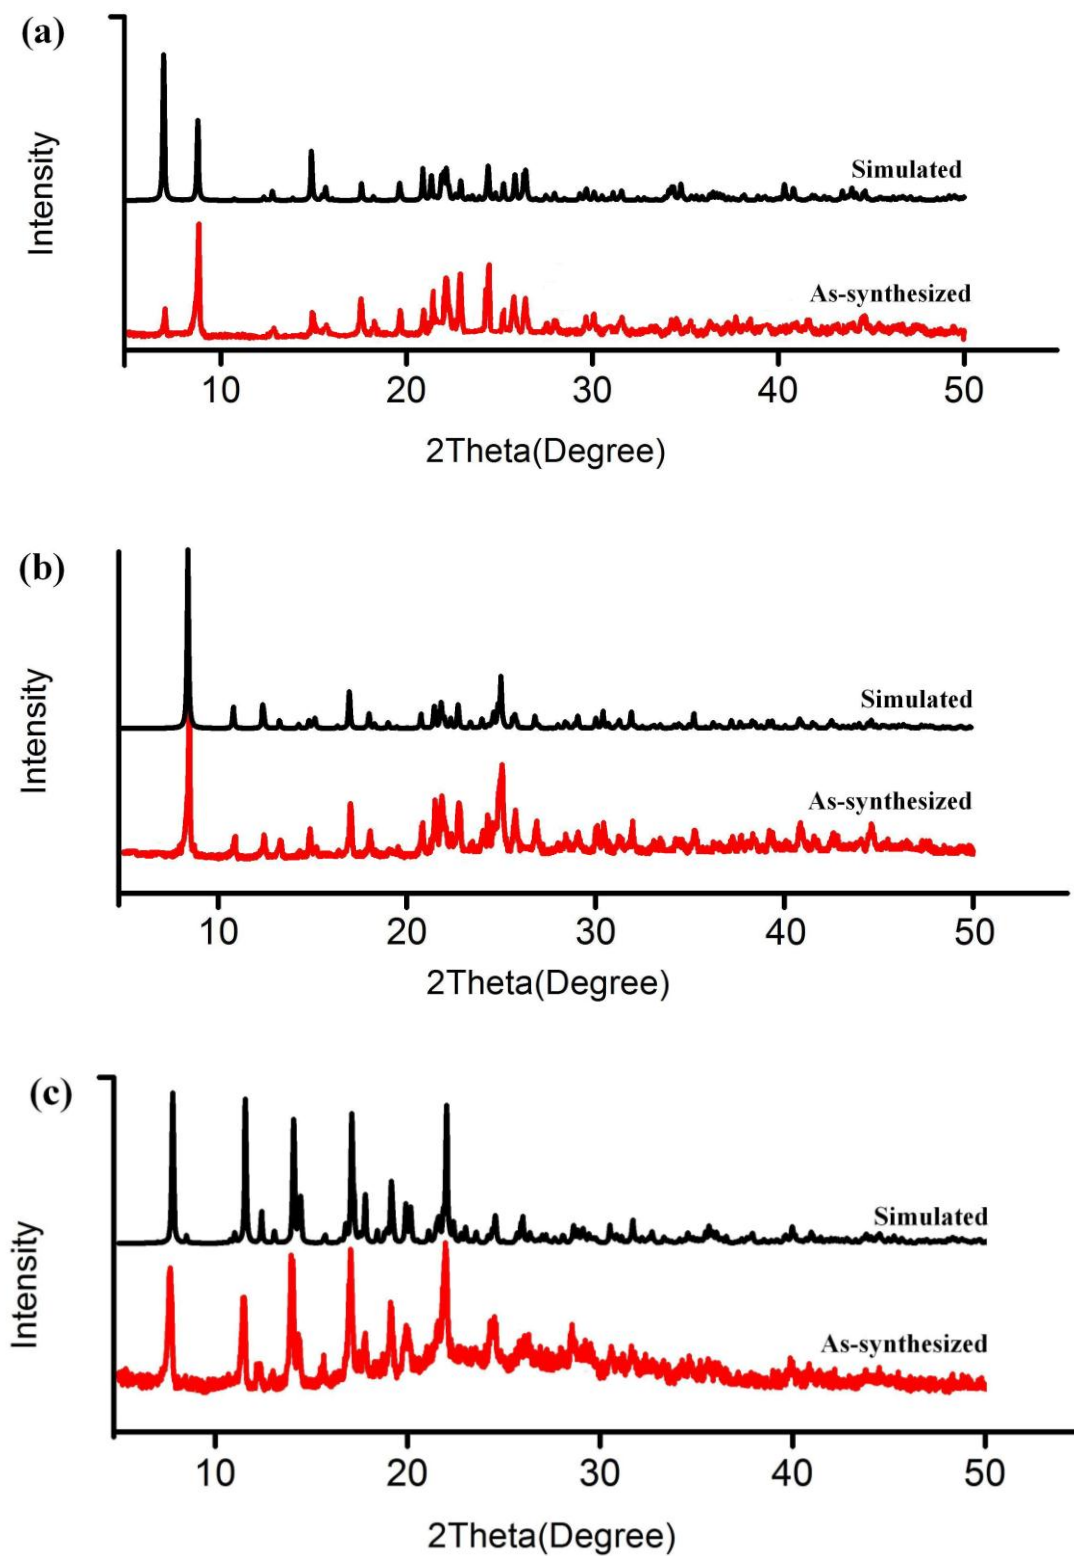 (a)
Intensity
Simulated
As-synthesized
10 20 30 40 50
2Theta(Degree)
(b)
Intensity
Simulated
As-synthesized
10 20 30 40 50
2Theta(Degree)
(c)
Intensity
Simulated
As-synthesized
10 20 30 40 50
2Theta(Degree)